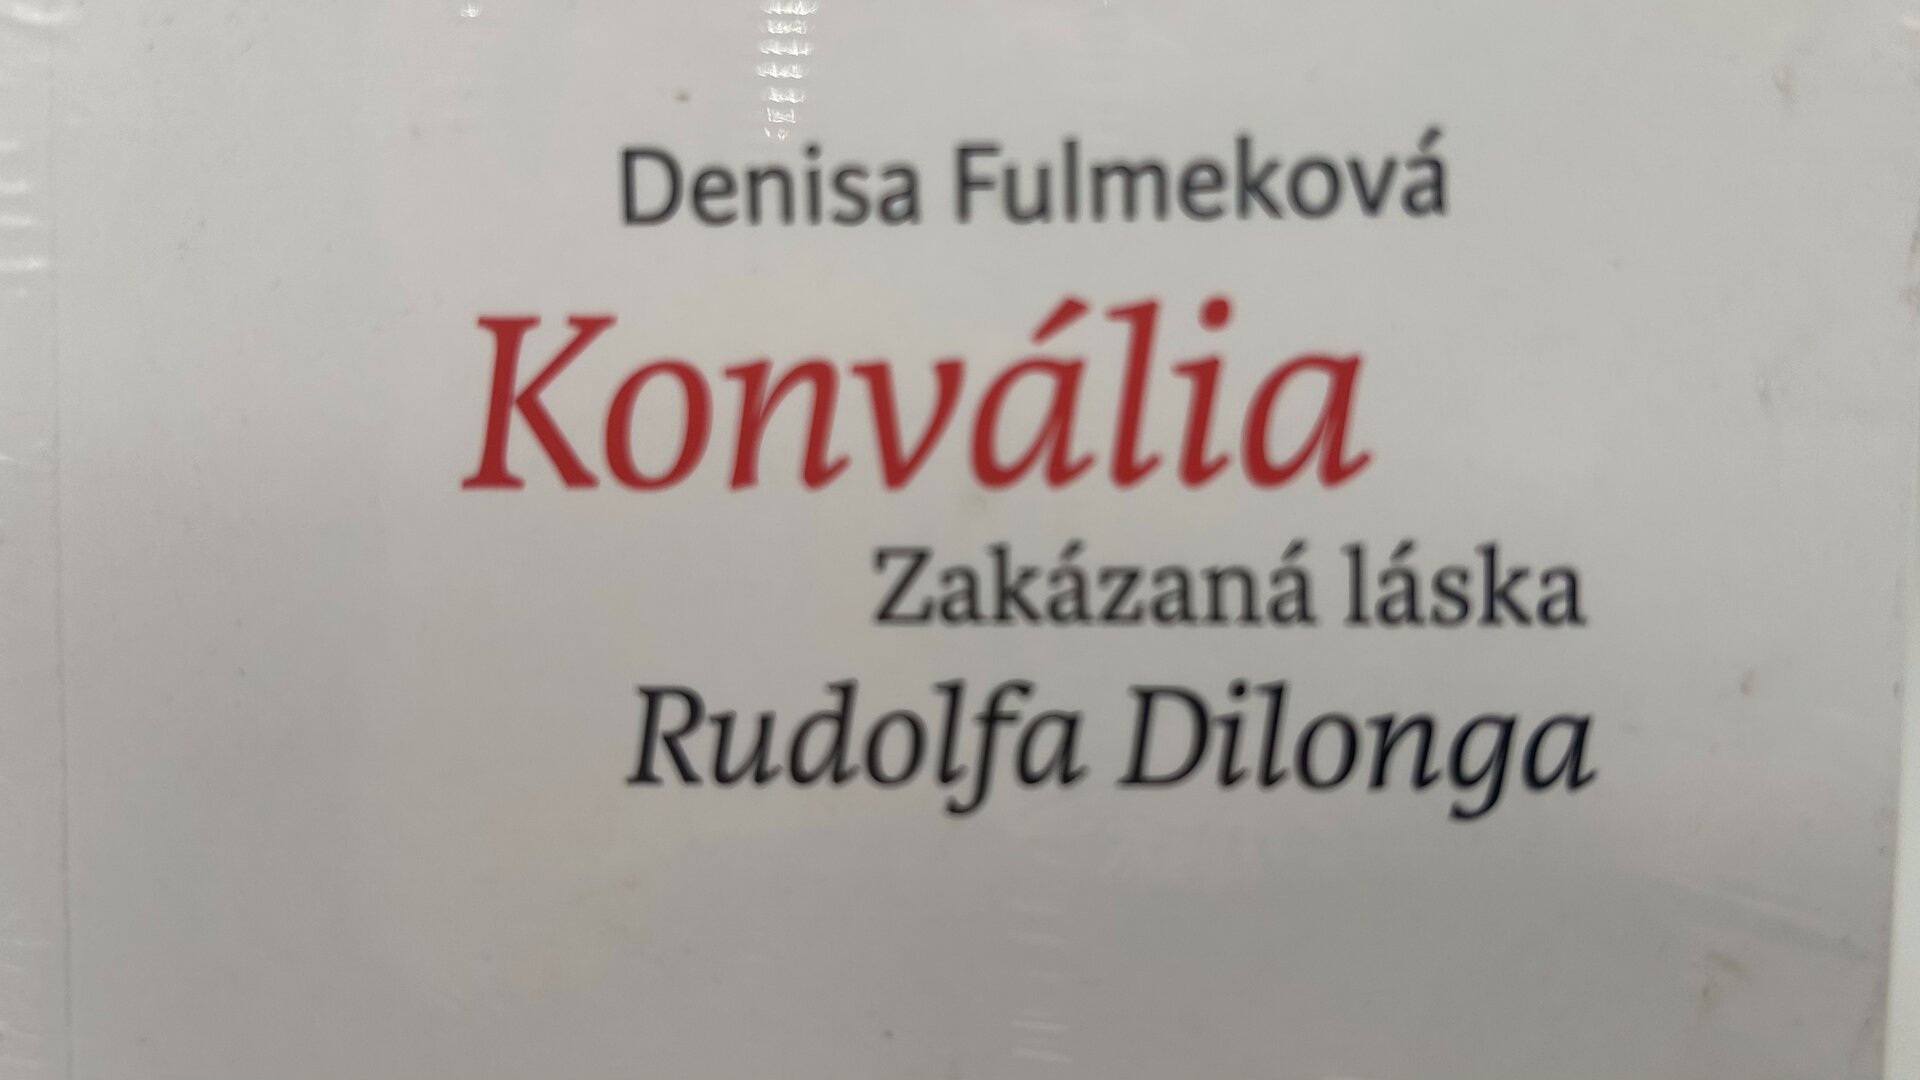 Denisa Fulmeková
Konvália
Zakázaná láska
Rudolfa Dilonga